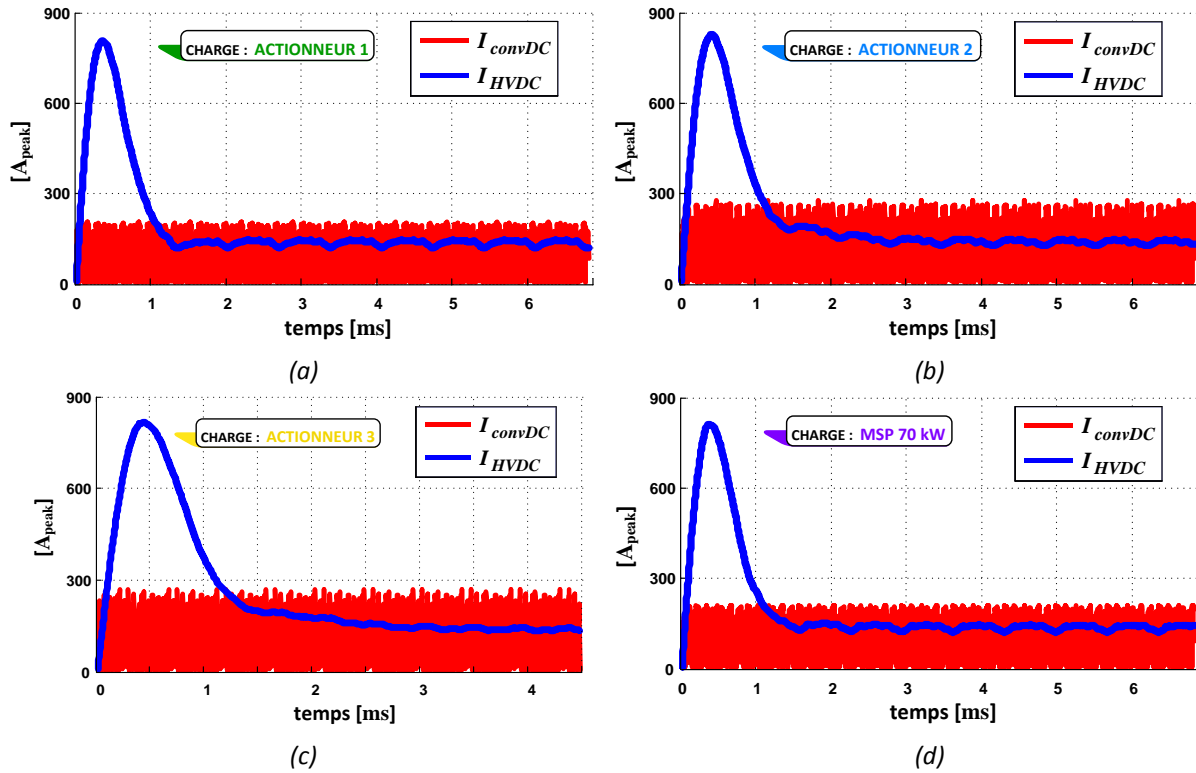 900
600
300
0
[Apeak]
CHARGE : ACTIONNEUR 1
I convDC
I HVDC
0 1 2 3 4 5 6
temps [ms]
(a)
900
600
300
0
[Apeak]
CHARGE : ACTIONNEUR 2
I convDC
I HVDC
0 1 2 3 4 5 6
temps [ms]
(b)
900
600
300
0
[Apeak]
CHARGE : ACTIONNEUR 3
I convDC
I HVDC
0 1 2 3 4
temps [ms]
(c)
900
600
300
0
[Apeak]
CHARGE : MSP 70 kW
I convDC
I HVDC
0 1 2 3 4 5 6
temps [ms]
(d)